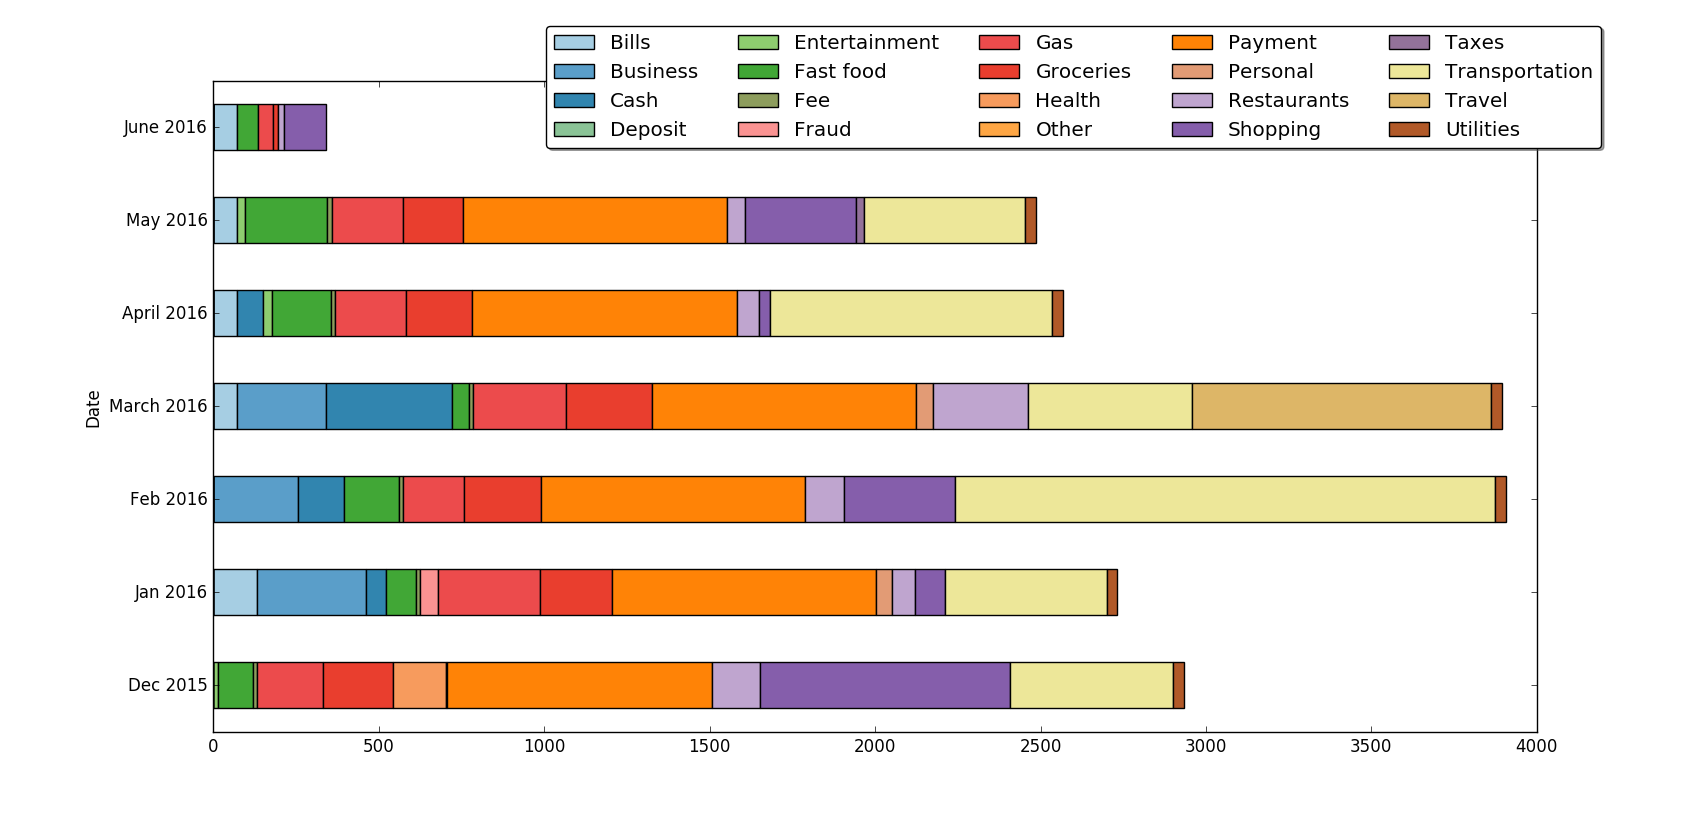 Bills Entertainment Gas Payment Taxes
Business Fast food Groceries Personal Transportation
Cash Fee Health Restaurants Travel
Deposit Fraud Other Shopping Utilities
June 2016
May 2016
April 2016
March 2016
Feb 2016
Jan 2016
Dec 2015
Date
0 500 1000 1500 2000 2500 3000 3500 4000